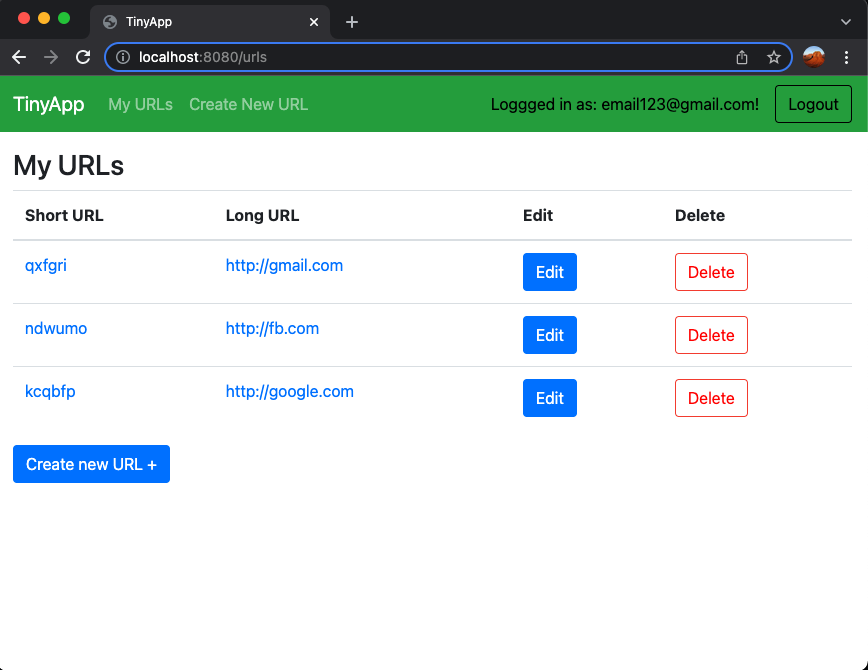 TinyApp
localhost:8080/urls
TinyApp My URLs Create New URL Loggged in as: email123@gmail.com! Logout
My URLs
Short URL Long URL Edit Delete
qxfgri http://gmail.com Edit Delete
ndwumo http://fb.com Edit Delete
kcqbfp http://google.com Edit Delete
Create new URL +